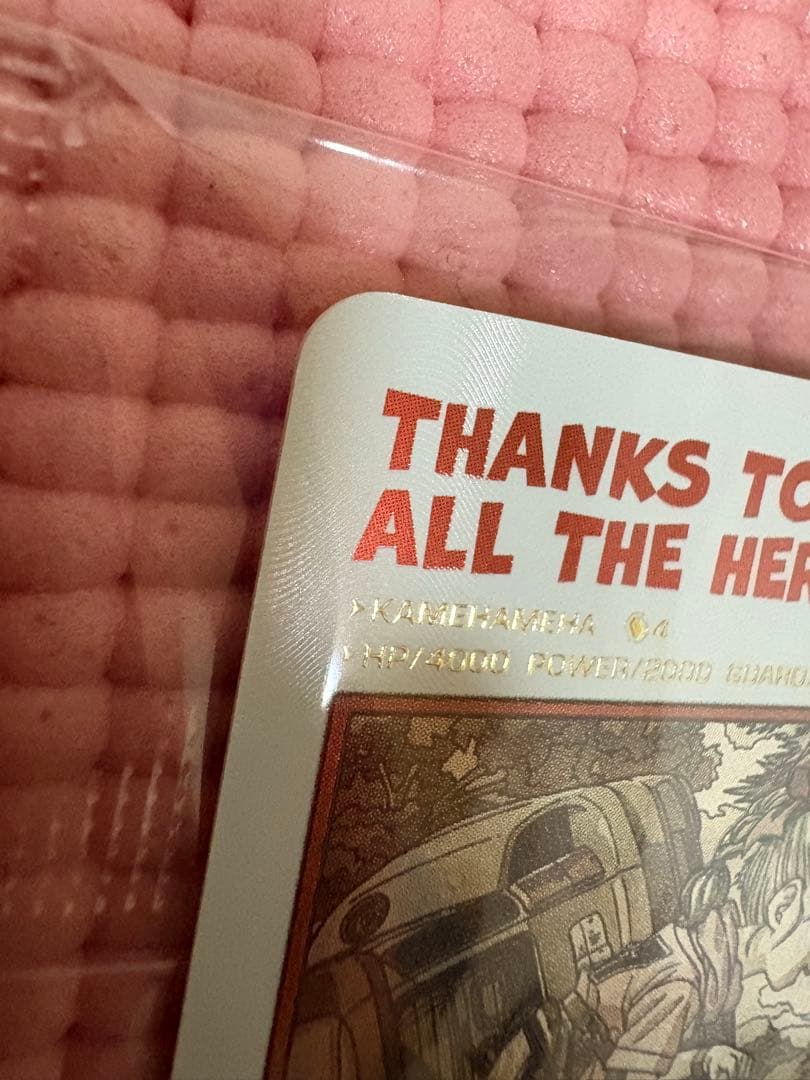 THANKS TO
ALL THE HER
>KAMEHAMEHA 4
>HP/4000 POWER/2000